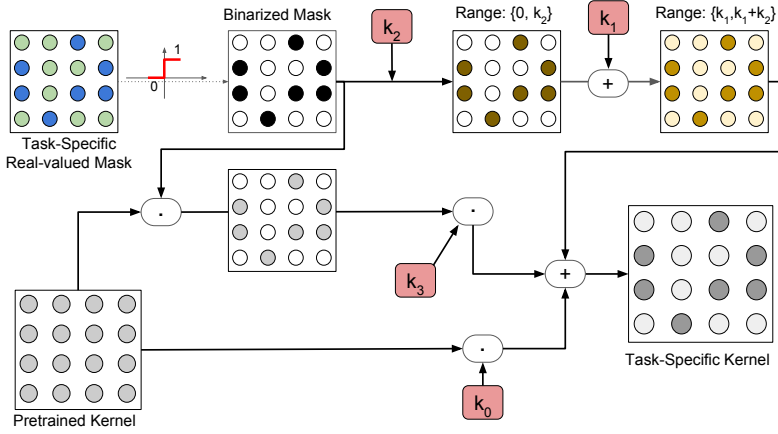 Binarized Mask
Range: {0, k2}
k1
Range: {k1,k1+k2}
k2
1
0
+
Task-Specific
Real-valued Mask
.
.
k3
+
.
Task-Specific Kernel
k0
Pretrained Kernel